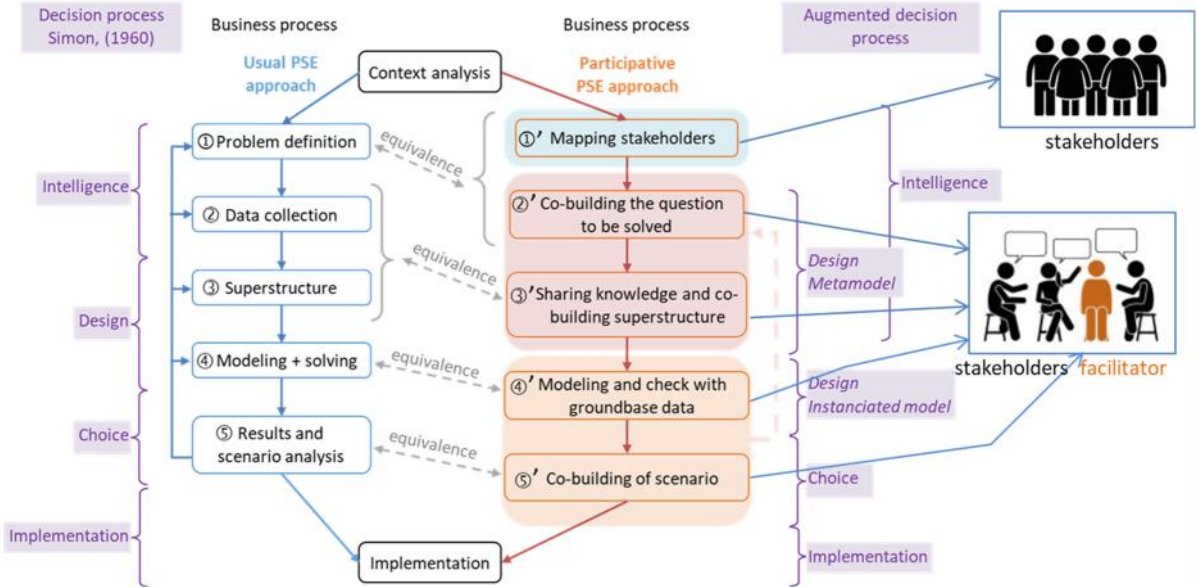 Decision process
Simon, (1960)
Business process
Business process
Augmented decision
process
Usual PSE
approach
Context analysis
Participative
PSE approach
stakeholders
① Problem definition
equivalence
①’ Mapping stakeholders
Intelligence
Intelligence
② Data collection
②’ Co-building the question
to be solved
equivalence
Design
Metamodel
③ Superstructure
③’ Sharing knowledge and co-
building superstructure
Design
④ Modeling + solving
equivalence
④’ Modeling and check with
groundbase data
Design
Instanciated model
stakeholders facilitator
Choice
⑤ Results and
scenario analysis
equivalence
⑤’ Co-building of scenario
Choice
Implementation
Implementation
Implementation